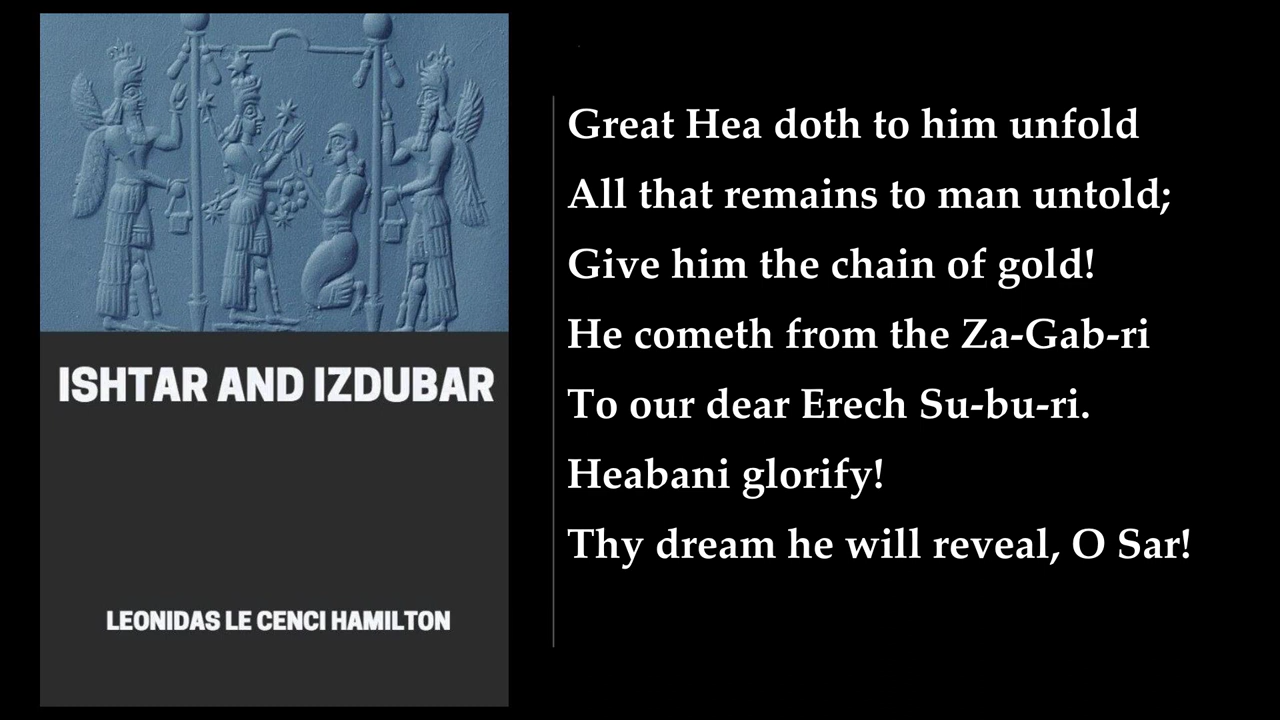 ISHTAR AND IZDUBAR
LEONIDAS LE CENCI HAMILTON
Great Hea doth to him unfold
All that remains to man untold;
Give him the chain of gold!
He cometh from the Za-Gab-ri
To our dear Erech Su-bu-ri.
Heabani glorify!
Thy dream he will reveal, O Sar!